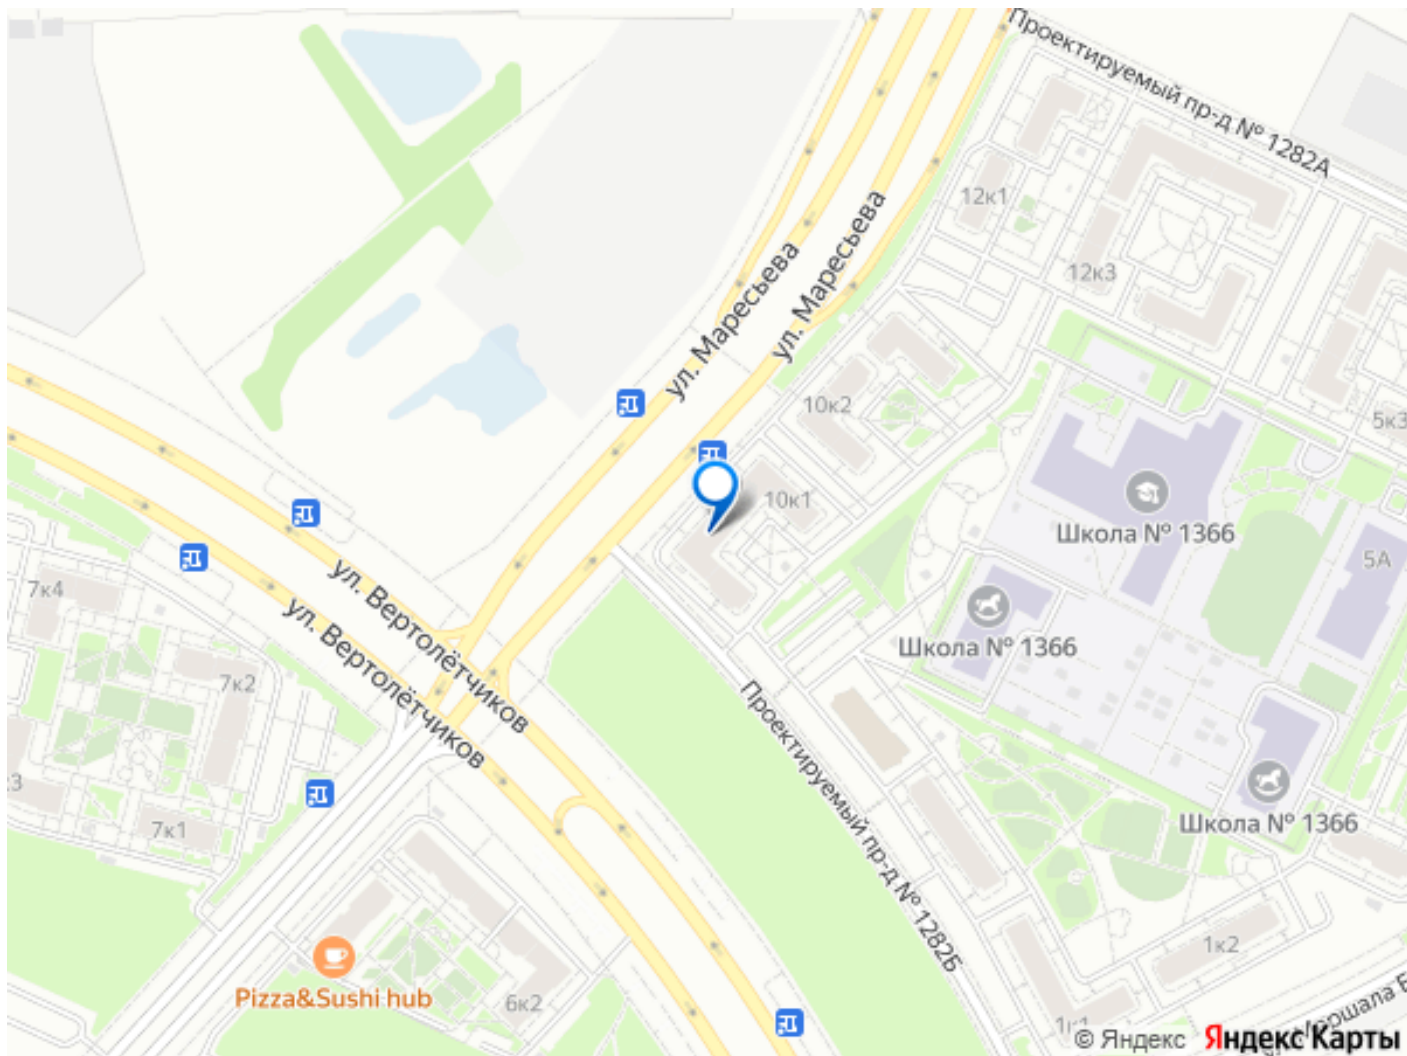 Проектируемый пр-д № 1282А
12к1
12к3
ул. Маресьева
ул. Маресьева
10к2
5к3
10к1
Школа № 1366
5А
7к4
ул. Вертолётчиков
ул. Вертолётчиков
Школа № 1366
7к2
Проектируемый пр-д № 1282Б
7к1
Школа № 1366
1к2
Pizza&Sushi hub
6к2
1к1
© Яндекс Яндекс Карты